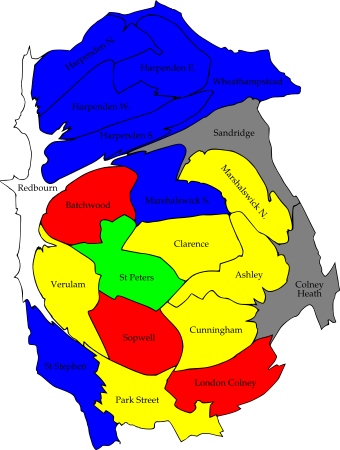 Harpenden N.
Harpenden E.
Wheathampstead
Harpenden W.
Harpenden S.
Sandridge
Marshalswick N.
Redbourn
Marshalswick S.
Batchwood
Clarence
St Peters
Ashley
Verulam
Colney
Heath
Sopwell
Cunningham
St Stephen
London Colney
Park Street